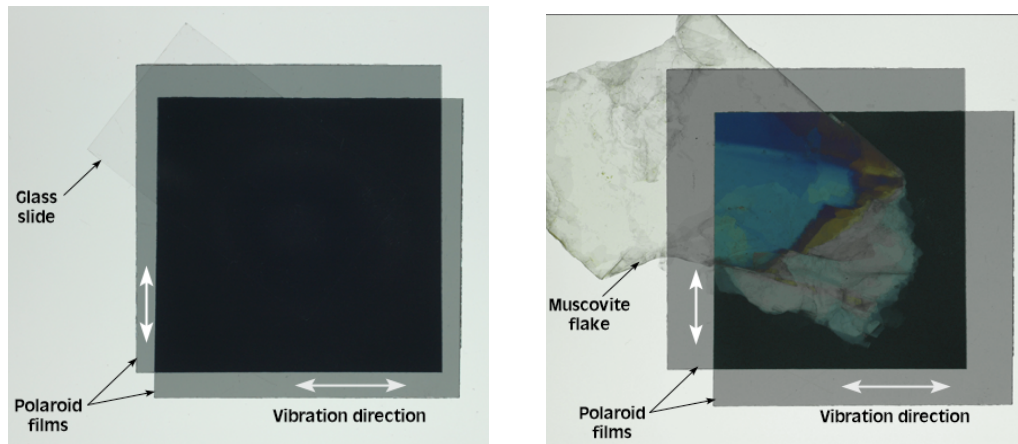 Glass
slide
Polaroid
films
Vibration direction
Muscovite
flake
Polaroid
films
Vibration direction